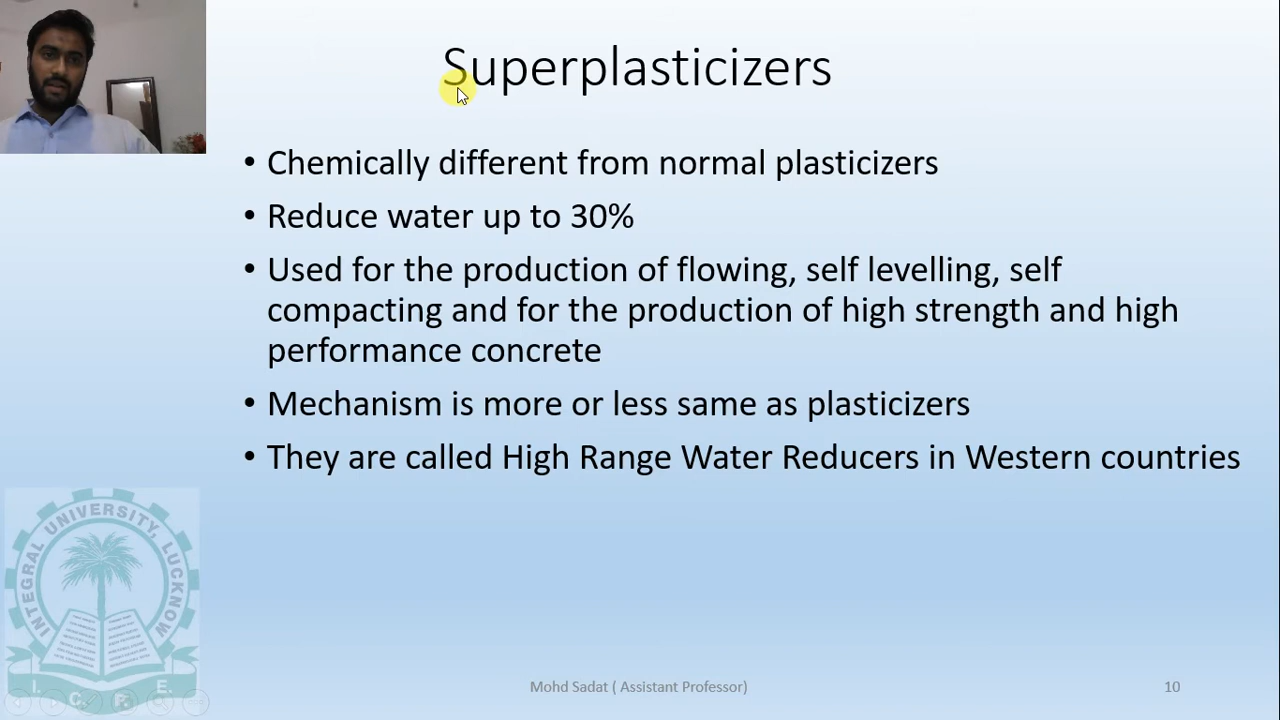 Superplasticizers
• Chemically different from normal plasticizers
• Reduce water up to 30%
• Used for the production of flowing, self levelling, self
compacting and for the production of high strength and high
performance concrete
• Mechanism is more or less same as plasticizers
• They are called High Range Water Reducers in Western countries
INTEGRAL UNIVERSITY, LUCKNOW
Mohd Sadat ( Assistant Professor)
10